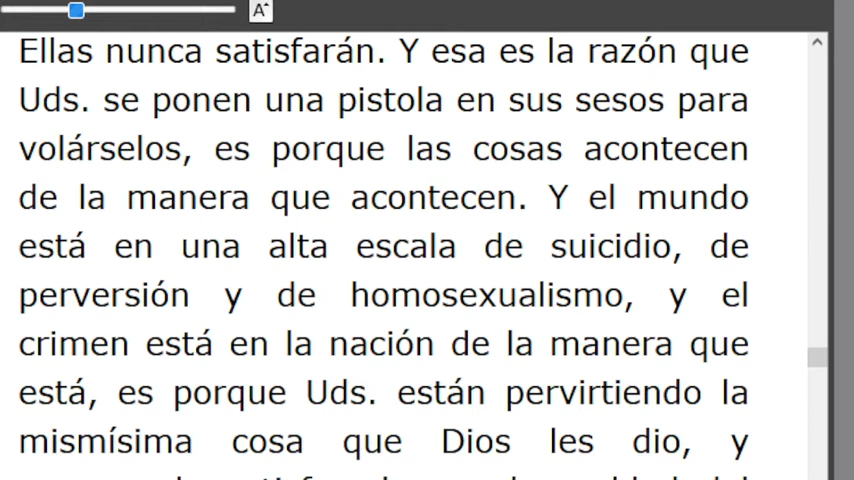 A
Ellas nunca satisfarán. Y esa es la razón que
Uds. se ponen una pistola en sus sesos para
volárselos, es porque las cosas acontecen
de la manera que acontecen. Y el mundo
está en una alta escala de suicidio, de
perversión y de homosexualismo, y el
crimen está en la nación de la manera que
está, es porque Uds. están pervirtiendo la
mismísima cosa que Dios les dio, y